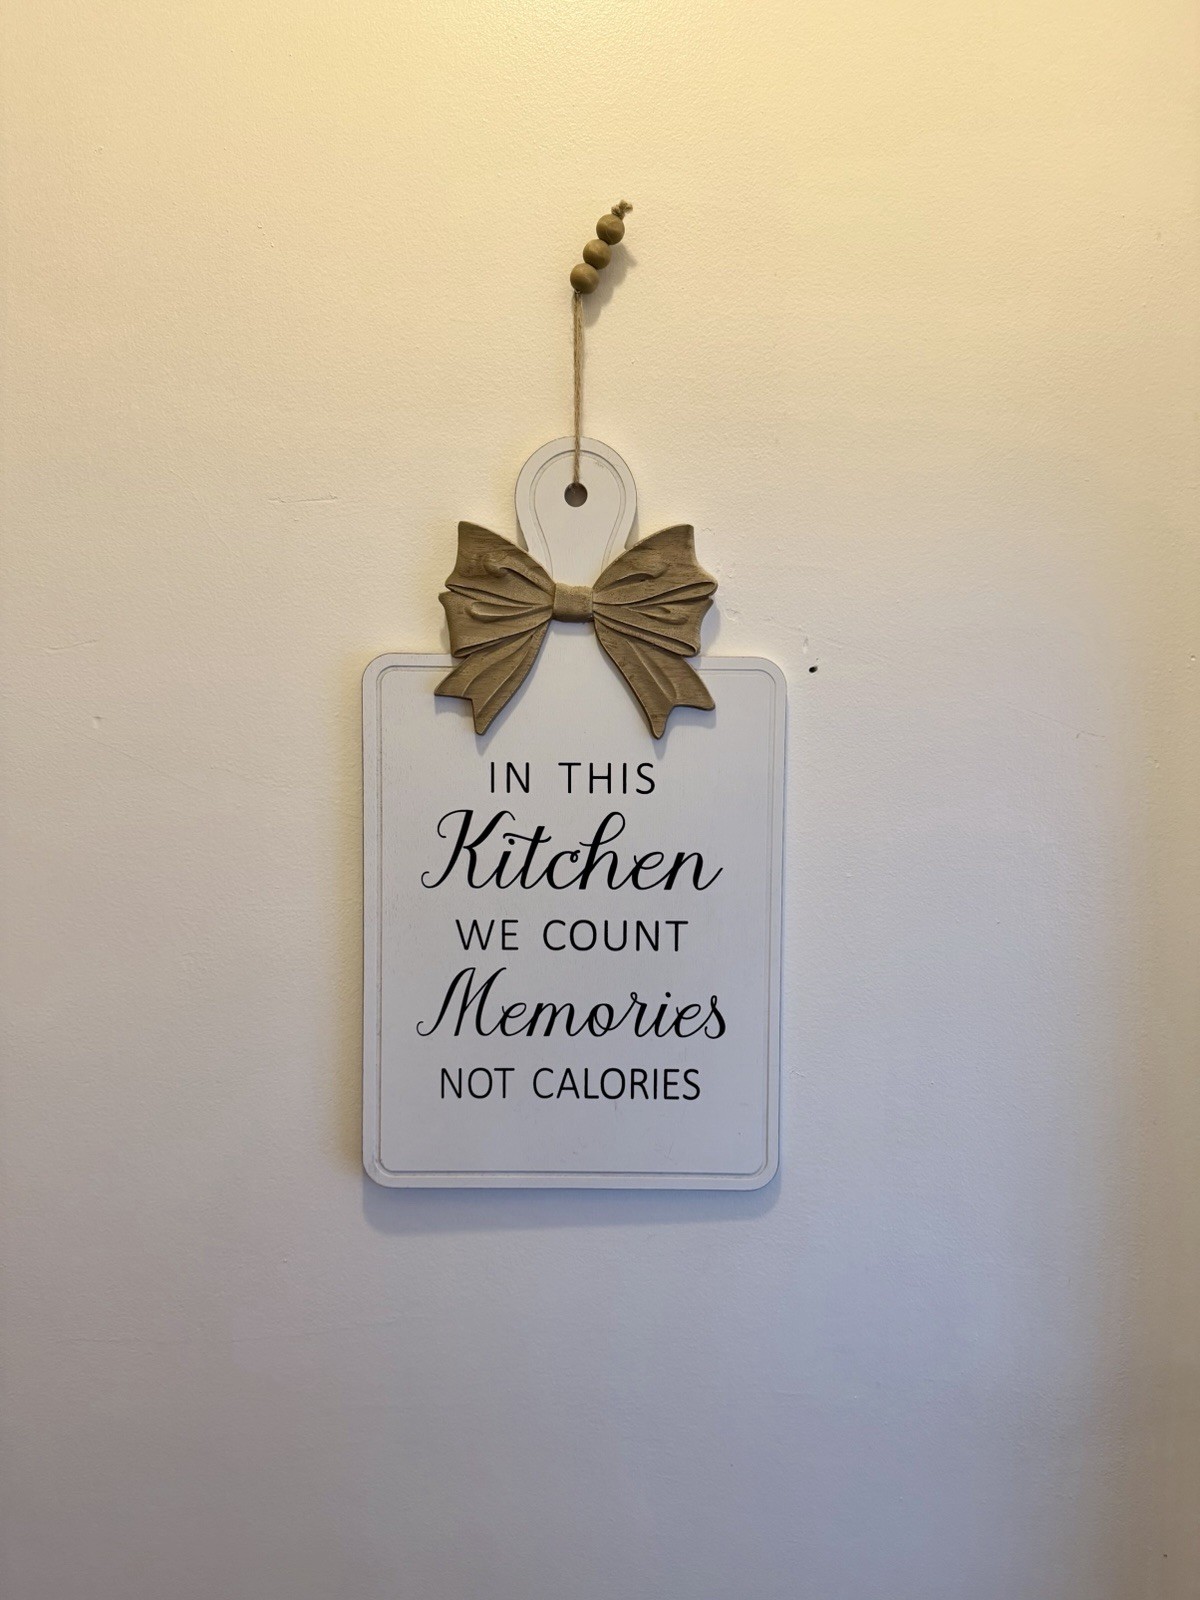 IN THIS
Kitchen
WE COUNT
Memories
NOT CALORIES